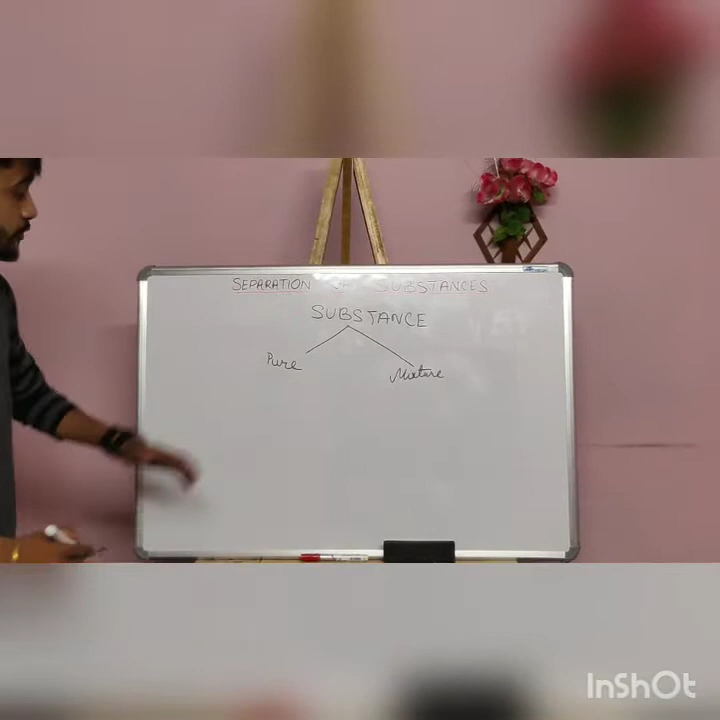 SEPARATION OF SUBSTANCES
SUBSTANCE
Pure
Mixture
InShOt